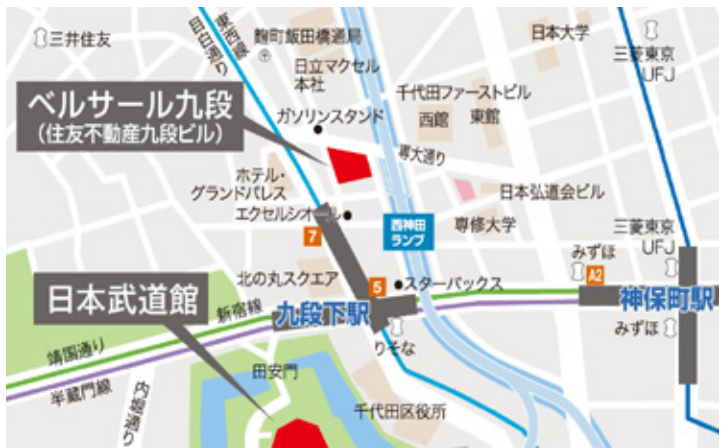 三井住友
目白通り
東西線
麹町飯田橋通局
日立マクセル
本社
日本大学
三菱東京
UFJ
ベルサール九段
(住友不動産九段ビル)
ガソリンスタンド
千代田ファーストビル
西館
東館
専大通り
ホテル・
グランドパレス
エクセルシオール
日本弘道会ビル
専修大学
西神田
ランプ
7
三菱東京
UFJ
みずほ
A2
北の丸スクエア
5
スターバックス
日本武道館
新宿線
九段下駅
神保町駅
みずほ
りそな
靖国通り
半蔵門線
内堀通り
田安門
千代田区役所